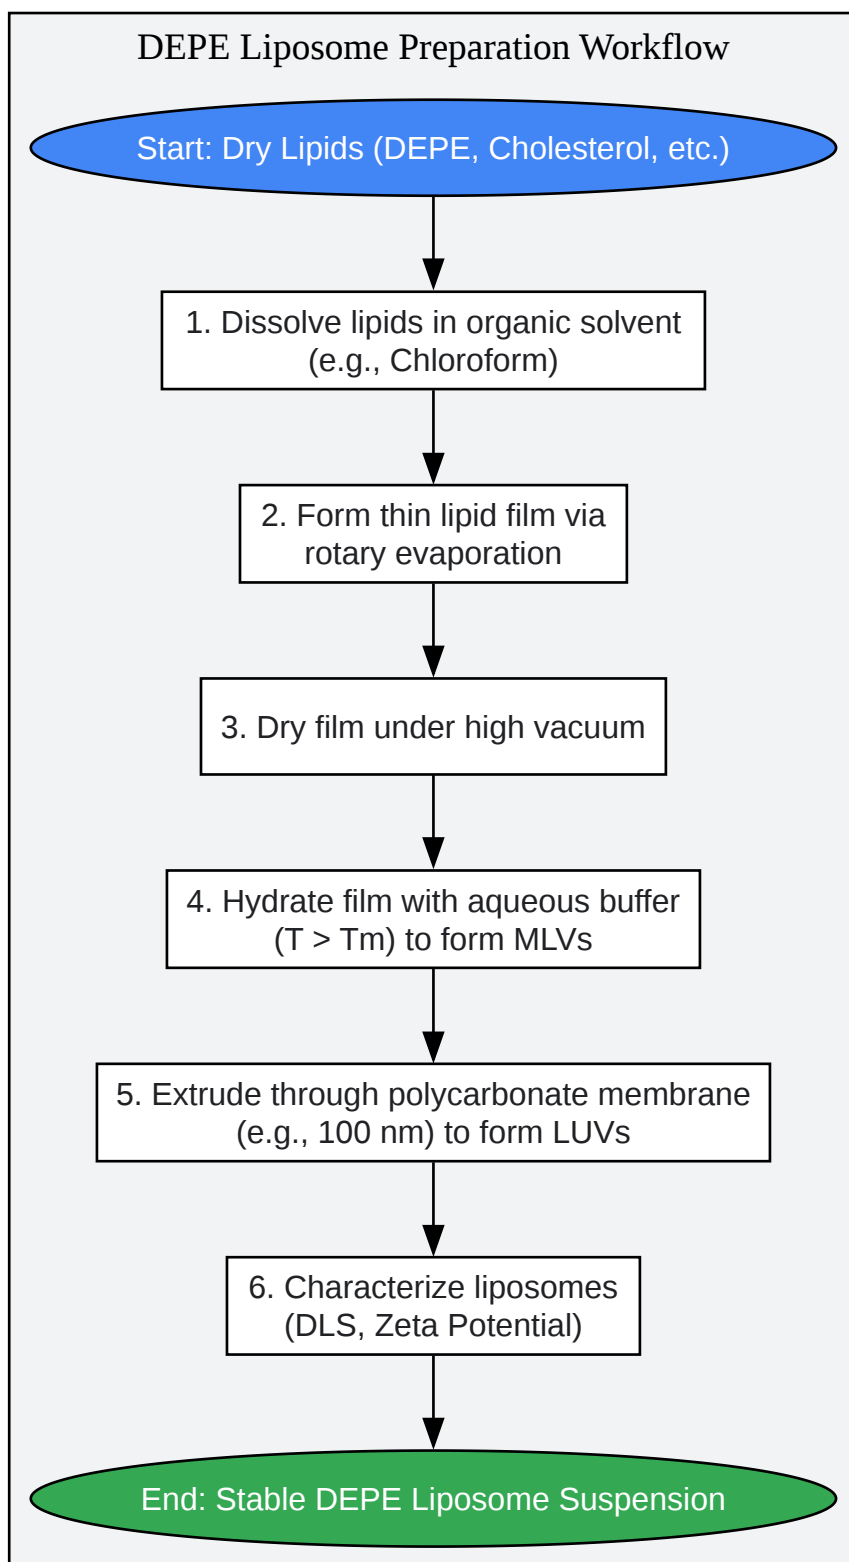 DEPE Liposome Preparation Workflow
Start: Dry Lipids (DEPE, Cholesterol, etc.)
1. Dissolve lipids in organic solvent
(e.g., Chloroform)
2. Form thin lipid film via
rotary evaporation
3. Dry film under high vacuum
4. Hydrate film with aqueous buffer
(T > Tm) to form MLVs
5. Extrude through polycarbonate membrane
(e.g., 100 nm) to form LUVs
6. Characterize liposomes
(DLS, Zeta Potential)
End: Stable DEPE Liposome Suspension